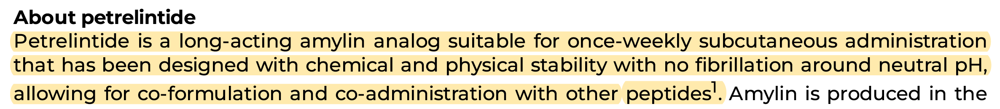 About petrelintide
Petrelintide is a long-acting amylin analog suitable for once-weekly subcutaneous administration
that has been designed with chemical and physical stability with no fibrillation around neutral pH,
allowing for co-formulation and co-administration with other peptides¹. Amylin is produced in the